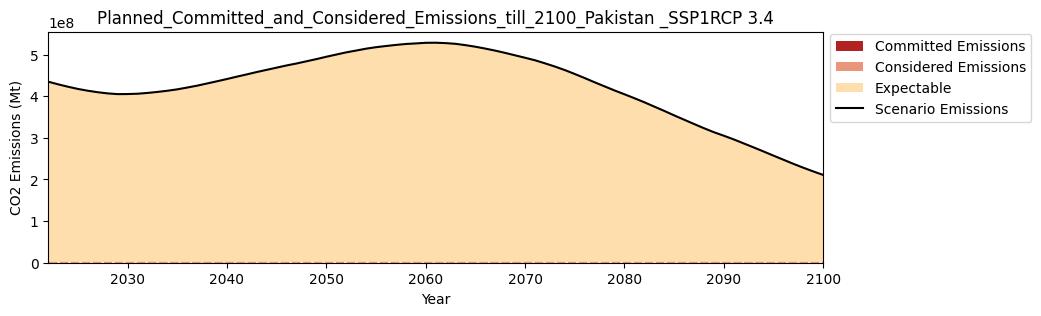 Planned_Committed_and_Considered_Emissions_till_2100_Pakistan _SSP1RCP 3.4
1e8
Committed Emissions
Considered Emissions
Expectable
Scenario Emissions
CO2 Emissions (Mt)
5
4
3
2
1
0
2030 2040 2050 2060 2070 2080 2090 2100
Year